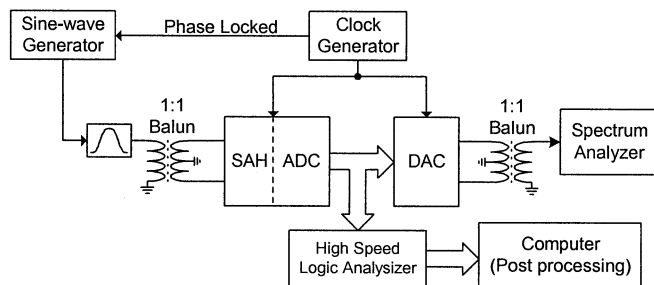 Sine-wave
Generator
Phase Locked
Clock
Generator
1:1
Balun
SAH
ADC
DAC
1:1
Balun
Spectrum
Analyzer
High Speed
Logic Analysizer
Computer
(Post processing)